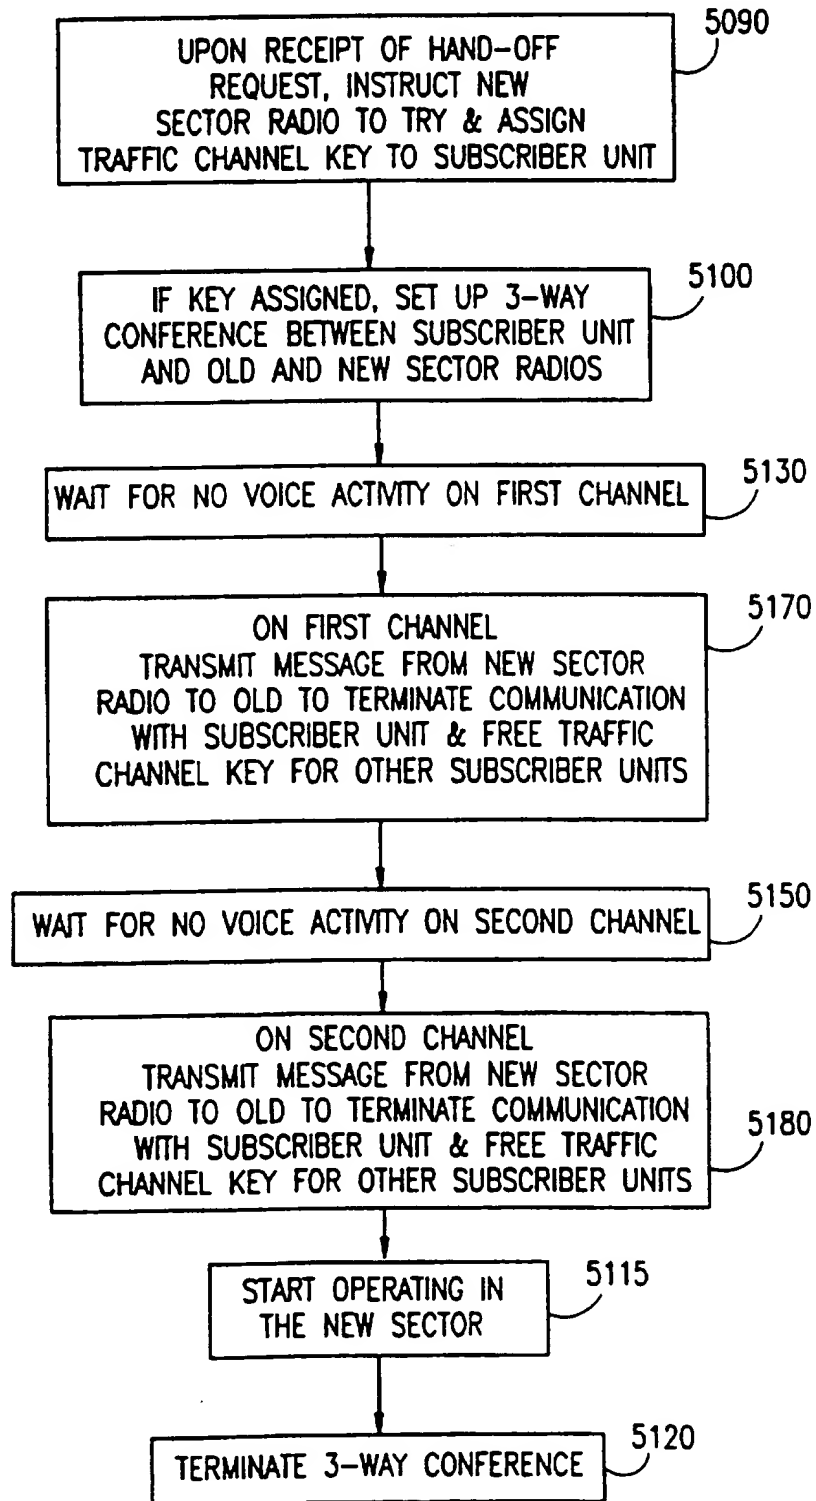 5090
UPON RECEIPT OF HAND-OFF
REQUEST, INSTRUCT NEW
SECTOR RADIO TO TRY & ASSIGN
TRAFFIC CHANNEL KEY TO SUBSCRIBER UNIT
5100
IF KEY ASSIGNED, SET UP 3-WAY
CONFERENCE BETWEEN SUBSCRIBER UNIT
AND OLD AND NEW SECTOR RADIOS
5130
WAIT FOR NO VOICE ACTIVITY ON FIRST CHANNEL
5170
ON FIRST CHANNEL
TRANSMIT MESSAGE FROM NEW SECTOR
RADIO TO OLD TO TERMINATE COMMUNICATION
WITH SUBSCRIBER UNIT & FREE TRAFFIC
CHANNEL KEY FOR OTHER SUBSCRIBER UNITS
5150
WAIT FOR NO VOICE ACTIVITY ON SECOND CHANNEL
ON SECOND CHANNEL
TRANSMIT MESSAGE FROM NEW SECTOR
RADIO TO OLD TO TERMINATE COMMUNICATION
WITH SUBSCRIBER UNIT & FREE TRAFFIC
CHANNEL KEY FOR OTHER SUBSCRIBER UNITS
5180
START OPERATING IN
THE NEW SECTOR
5115
TERMINATE 3-WAY CONFERENCE
5120